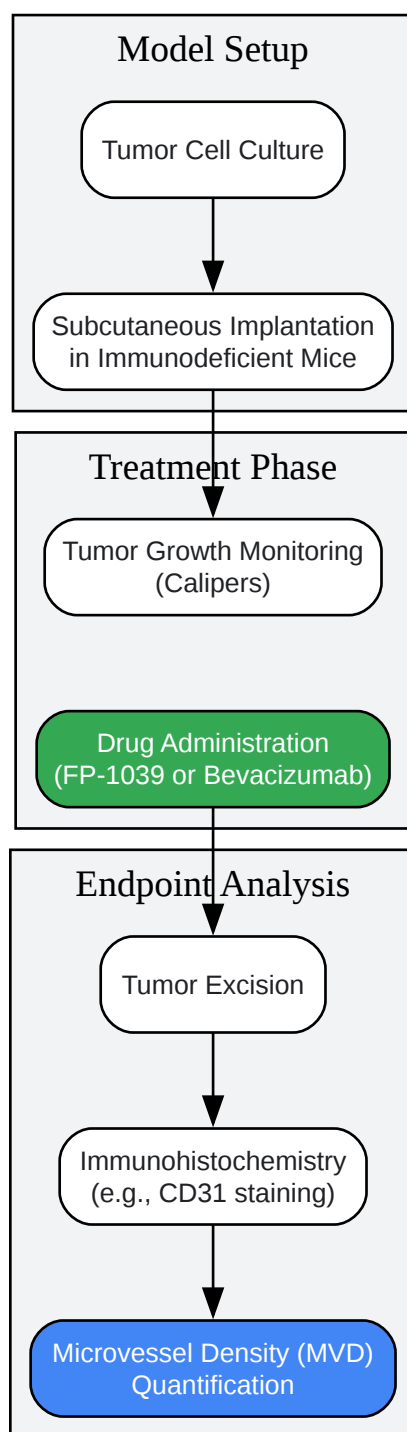 Model Setup
Tumor Cell Culture
Subcutaneous Implantation
in Immunodeficient Mice
Treatment Phase
Tumor Growth Monitoring
(Calipers)
Drug Administration
(FP-1039 or Bevacizumab)
Endpoint Analysis
Tumor Excision
Immunohistochemistry
(e.g., CD31 staining)
Microvessel Density (MVD)
Quantification